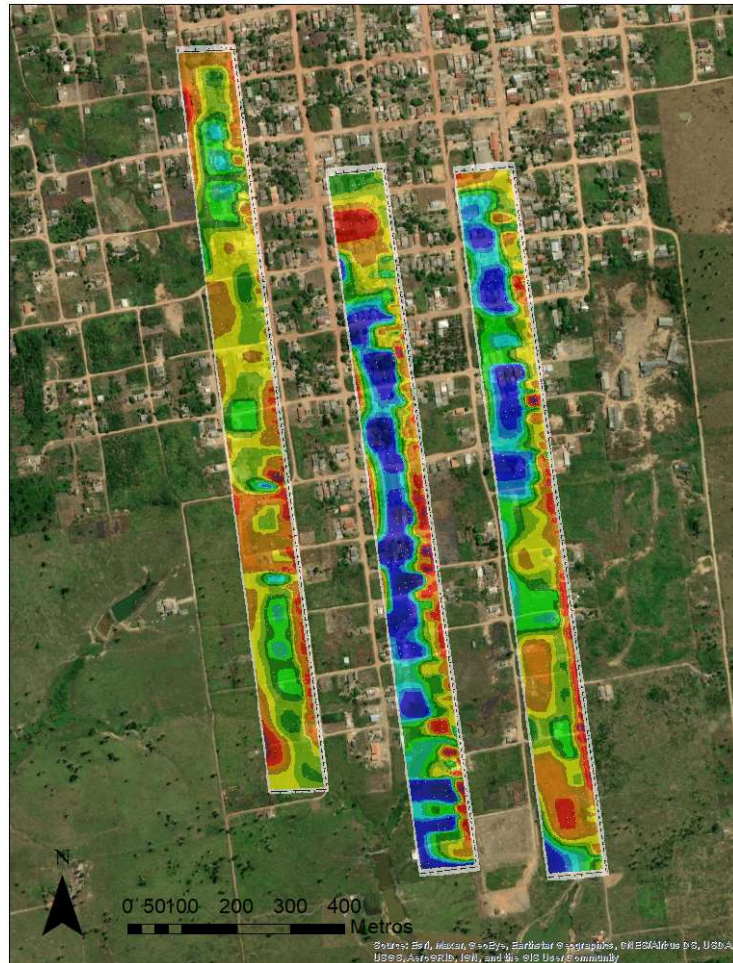 N
0 50100 200 300 400
Metros
Source: Esri, Maxar, GeoEye, Earthstar Geographics, CNES/Airbus DS, USDA,
USGS, AeroGRID, IGN, and the GIS User Community